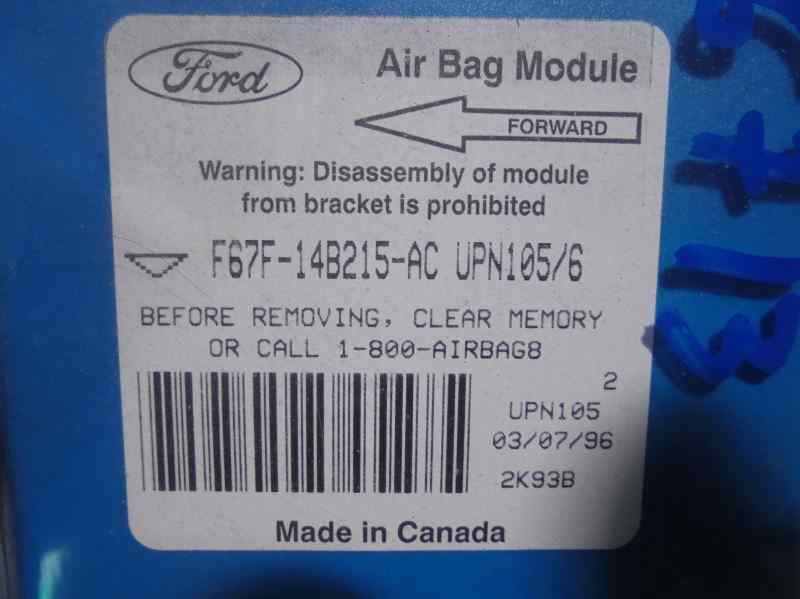 Ford
Air Bag Module
FORWARD
Warning: Disassembly of module
from bracket is prohibited
F67F-14B215-AC UPN105/6
BEFORE REMOVING, CLEAR MEMORY
OR CALL 1-800-AIRBAG8
2
UPN105
03/07/96
2K93B
Made in Canada